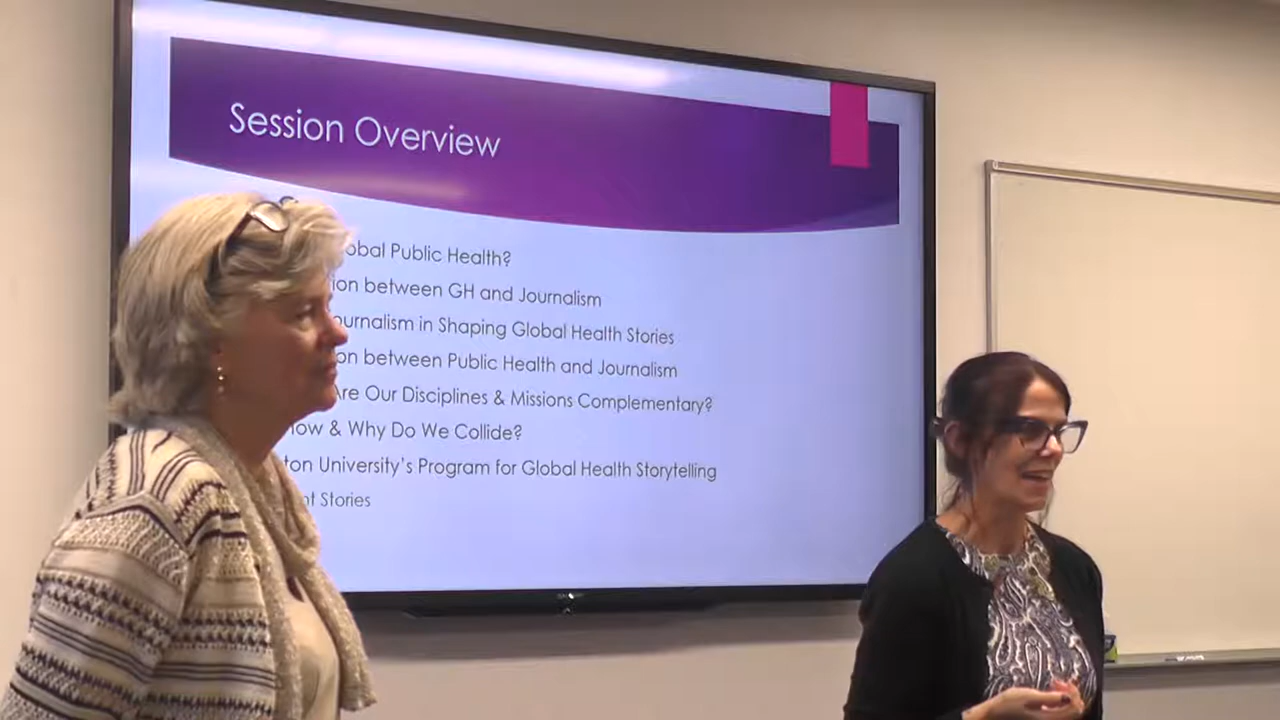 Session Overview
obal Public Health?
ion between GH and Journalism
ournalism in Shaping Global Health Stories
on between Public Health and Journalism
Are Our Disciplines & Missions Complementary?
How & Why Do We Collide?
ton University's Program for Global Health Storytelling
nt Stories